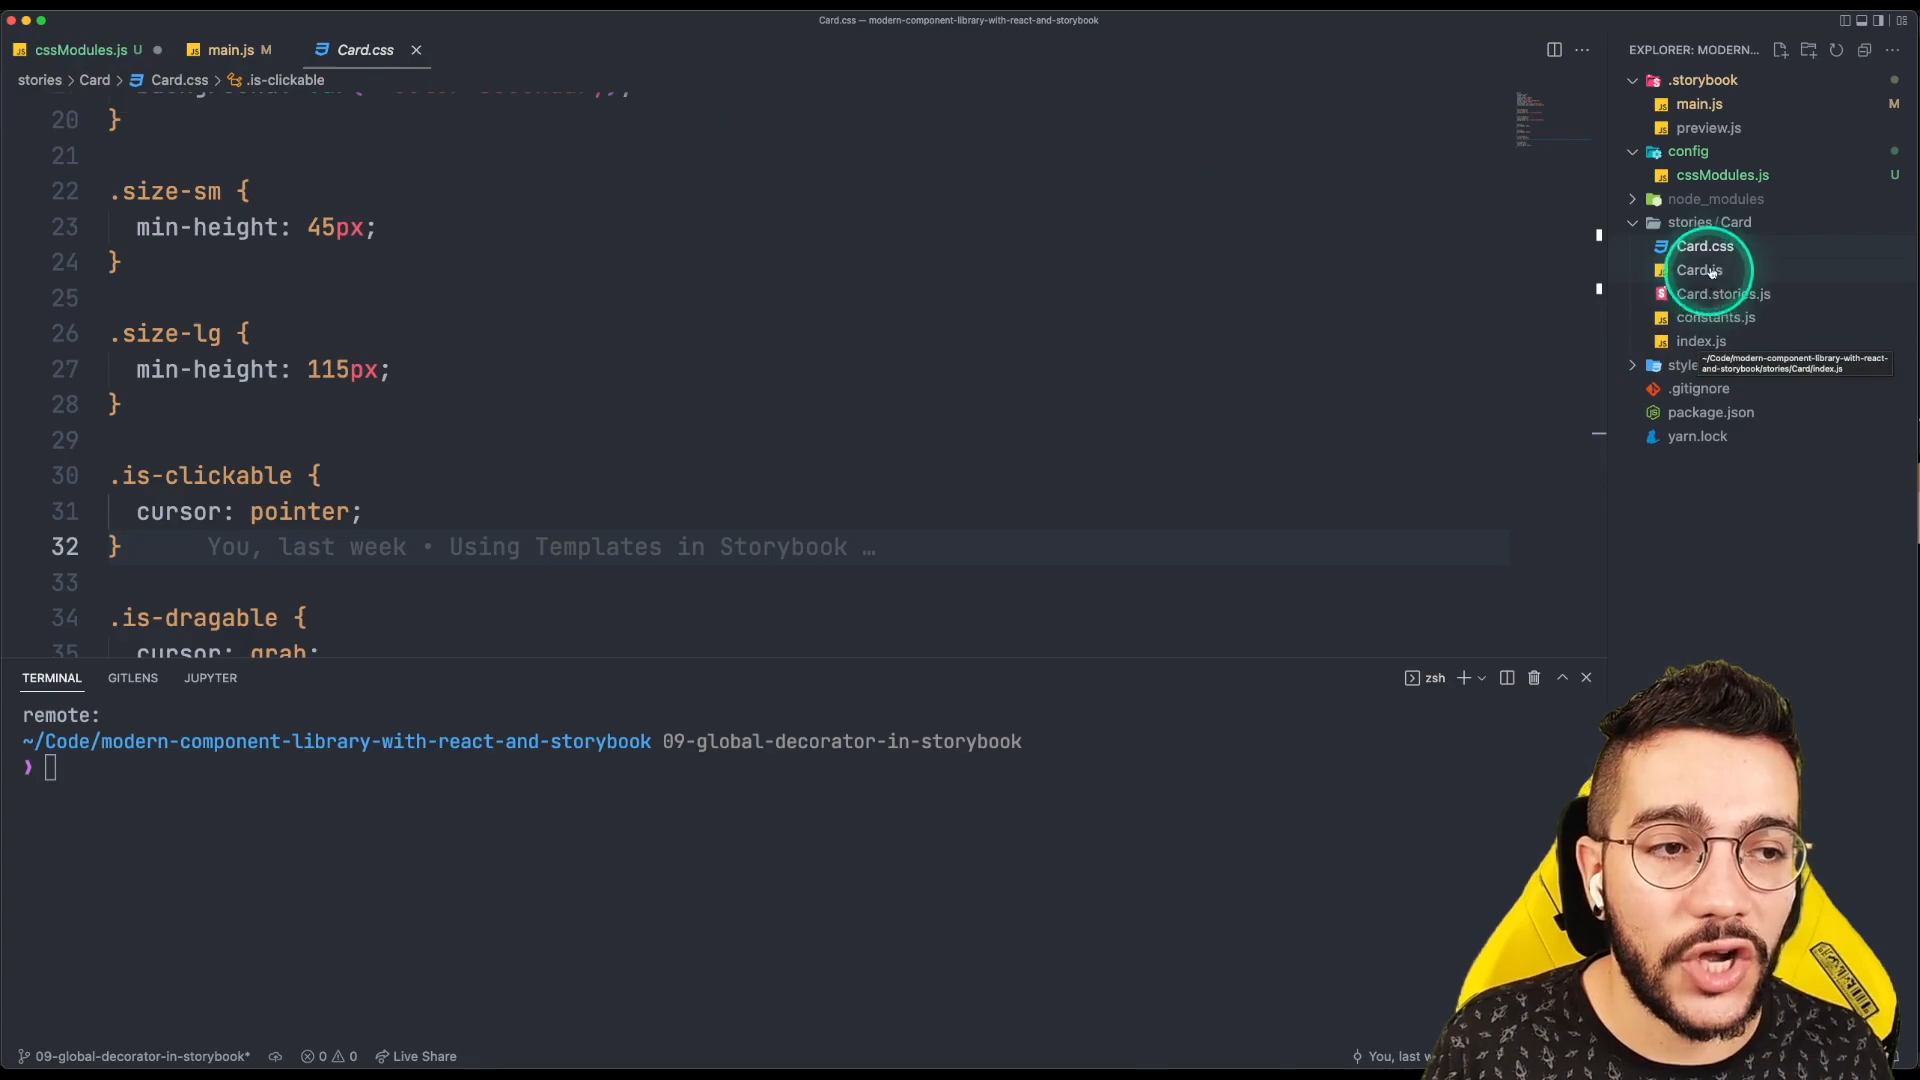 Card.css — modern-component-library-with-react-and-storybook
cssModules.js U
main.js M
Card.css
stories > Card > Card.css > .is-clickable
20 }
21
22 .size-sm {
23 min-height: 45px;
24 }
25
26 .size-lg {
27 min-height: 115px;
28 }
29
30 .is-clickable {
31 cursor: pointer;
32 } You, last week • Using Templates in Storybook …
33
34 .is-dragable {
35 cursor: grab;
EXPLORER: MODERN...
.storybook
main.js M
preview.js
config
cssModules.js U
node_modules
stories / Card
Card.css
Card.js
Card.stories.js
constants.js
index.js
~/Code/modern-component-library-with-react-
and-storybook/stories/Card/index.js
style
.gitignore
package.json
yarn.lock
TERMINAL GITLENS JUPYTER
zsh
remote:
~/Code/modern-component-library-with-react-and-storybook 09-global-decorator-in-storybook
❯
09-global-decorator-in-storybook* 0 0 Live Share
You, last w